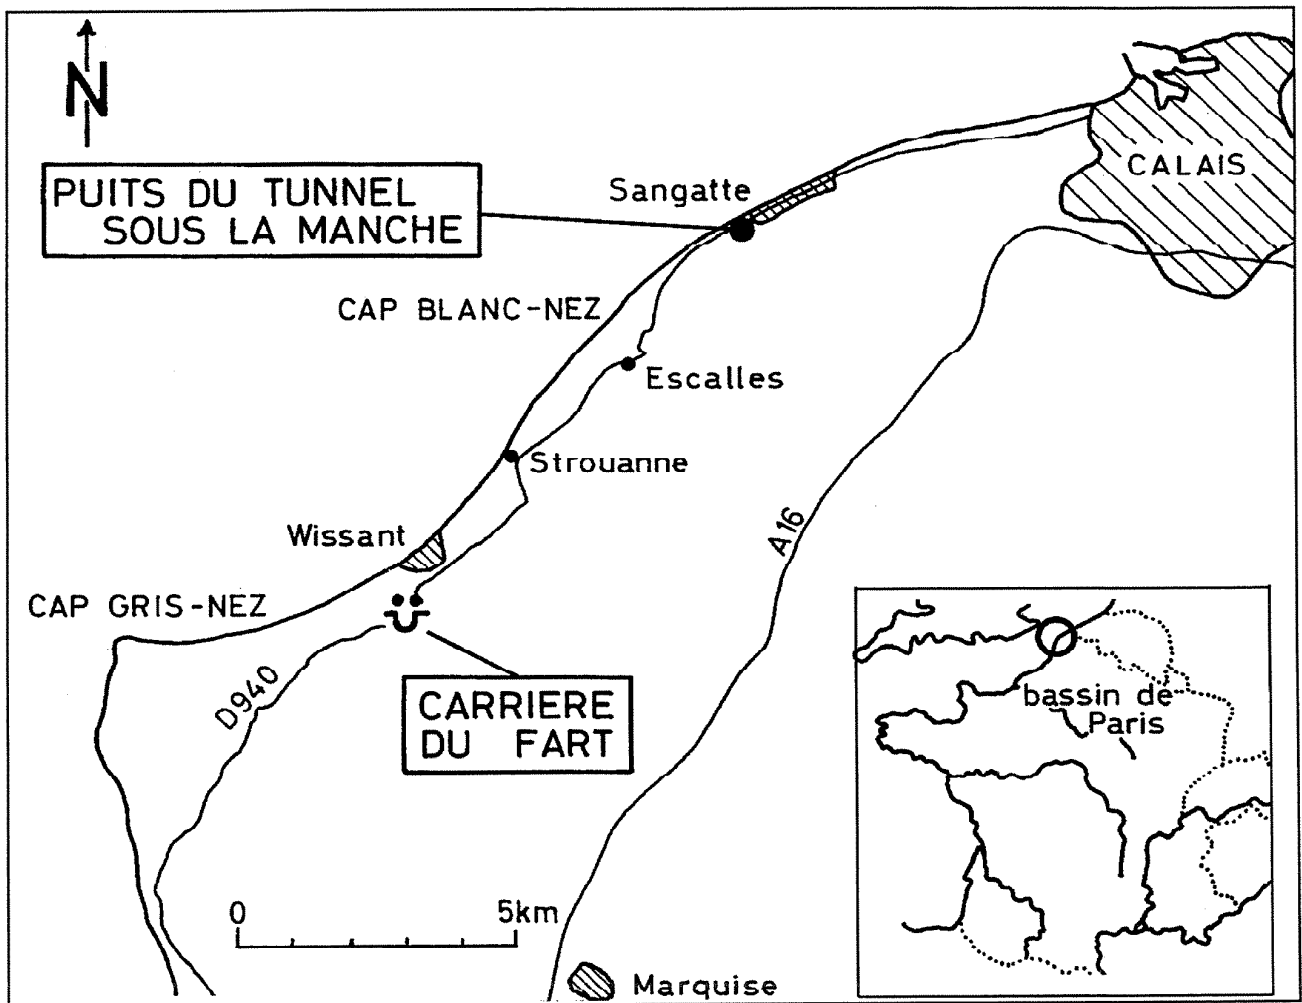 N
PUITS DU TUNNEL
SOUS LA MANCHE
Sangatte
CALAIS
CAP BLANC-NEZ
Escalles
Strouanne
Wissant
A16
CAP GRIS-NEZ
D940
CARRIERE
DU FART
bassin de
Paris
0 5km
Marquise